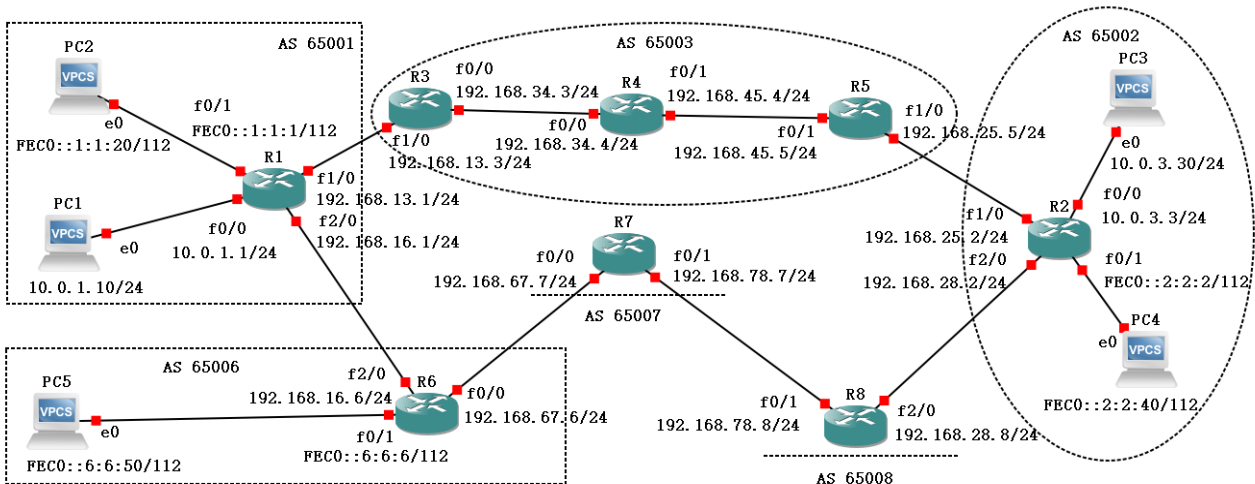 AS 65001
PC2
VPCS
e0
FEC0::1:1:20/112
f0/1
FEC0::1:1:1/112
R1
PC1
VPCS
e0
10.0.1.10/24
f0/0
10.0.1.1/24
f1/0
192.168.13.1/24
f2/0
192.168.16.1/24
AS 65003
R3
f0/0
192.168.34.3/24
f1/0
192.168.13.3/24
R4
f0/1
192.168.45.4/24
f0/0
192.168.34.4/24
R5
f0/1
192.168.45.5/24
f1/0
192.168.25.5/24
AS 65002
PC3
VPCS
e0
10.0.3.30/24
f0/0
10.0.3.3/24
R2
f1/0
192.168.25.2/24
f2/0
192.168.28.2/24
f0/1
FEC0::2:2:2/112
PC4
VPCS
e0
FEC0::2:2:40/112
R7
f0/0
192.168.67.7/24
f0/1
192.168.78.7/24
AS 65007
AS 65006
PC5
VPCS
e0
FEC0::6:6:50/112
R6
f2/0
192.168.16.6/24
f0/0
192.168.67.6/24
f0/1
FEC0::6:6:6/112
R8
f0/1
192.168.78.8/24
f2/0
192.168.28.8/24
AS 65008